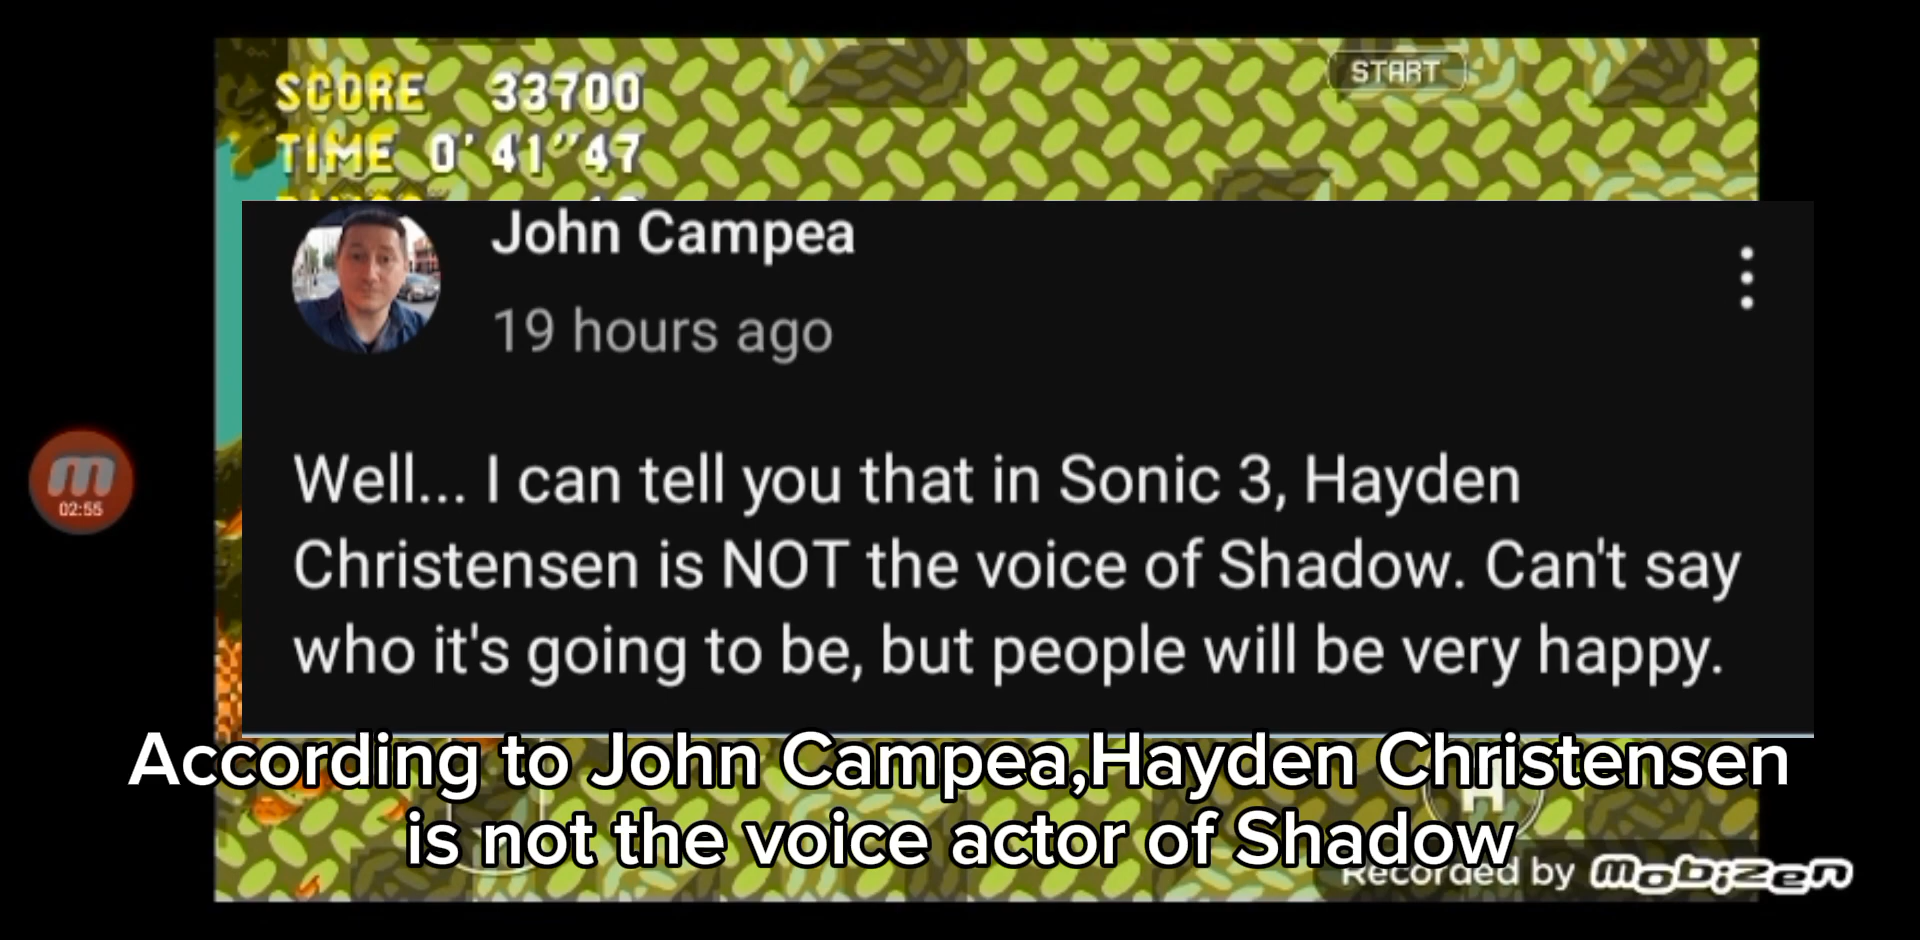 SCORE 33700
START
TIME 0'41"47
John Campea
19 hours ago
02:55
Well... I can tell you that in Sonic 3, Hayden
Christensen is NOT the voice of Shadow. Can't say
who it's going to be, but people will be very happy.
According to John Campea,Hayden Christensen
is not the voice actor of Shadow
Recorded by mobizen